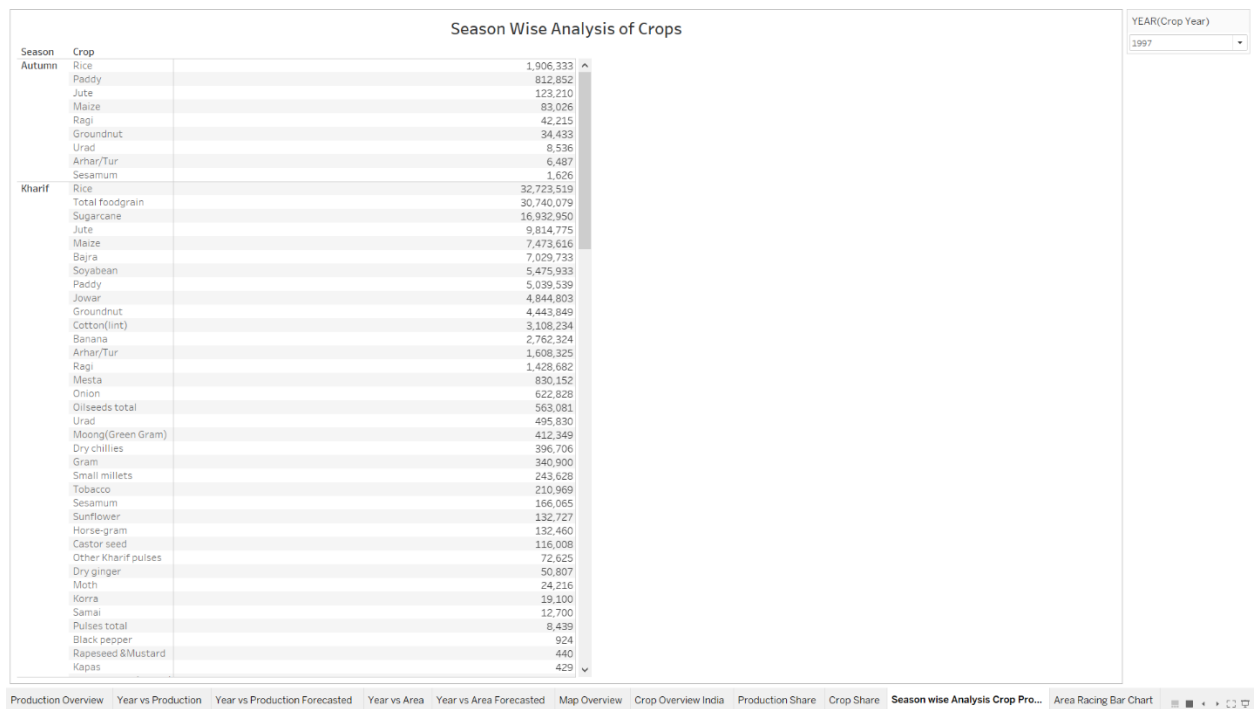 Season Wise Analysis of Crops
YEAR(Crop Year)
1997
Season Crop
Autumn Rice 1,906,333
Paddy 812,852
Jute 123,210
Maize 83,026
Ragi 42,215
Groundnut 34,433
Urad 8,536
Arhar/Tur 6,487
Sesamum 1,626
Kharif Rice 32,723,519
Total foodgrain 30,740,079
Sugarcane 16,932,950
Jute 9,814,775
Maize 7,473,616
Bajra 7,029,733
Soyabean 5,475,933
Paddy 5,039,539
Jowar 4,844,803
Groundnut 4,443,849
Cotton(lint) 3,108,234
Banana 2,762,324
Arhar/Tur 1,608,325
Ragi 1,428,682
Mesta 830,152
Onion 622,828
Oilseeds total 563,081
Urad 495,830
Moong(Green Gram) 412,349
Dry chillies 396,706
Gram 340,900
Small millets 243,628
Tobacco 210,969
Sesamum 166,065
Sunflower 132,727
Horse-gram 132,460
Castor seed 116,008
Other Kharif pulses 72,625
Dry ginger 50,807
Moth 24,216
Korra 19,100
Samai 12,700
Pulses total 8,439
Black pepper 924
Rapeseed &Mustard 440
Kapas 429
Production Overview Year vs Production Year vs Production Forecasted Year vs Area Year vs Area Forecasted Map Overview Crop Overview India Production Share Crop Share Season wise Analysis Crop Pro... Area Racing Bar Chart